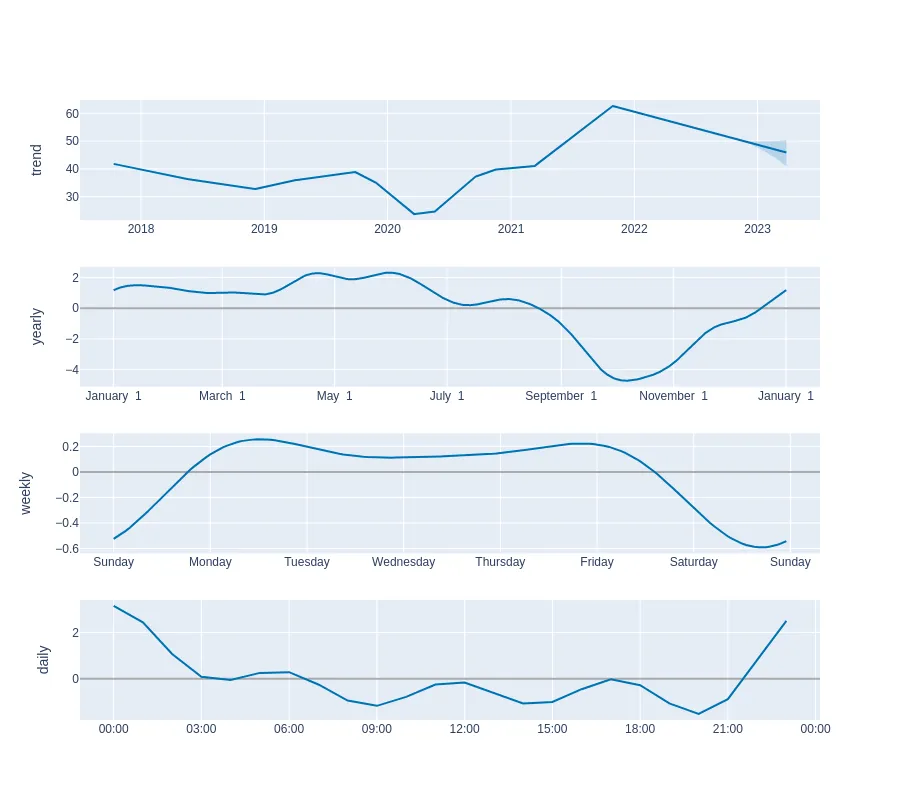 trend
60
50
40
30
2018 2019 2020 2021 2022 2023
yearly
2
0
−2
−4
January 1 March 1 May 1 July 1 September 1 November 1 January 1
weekly
0.2
0
−0.2
−0.4
−0.6
Sunday Monday Tuesday Wednesday Thursday Friday Saturday Sunday
daily
2
0
00:00 03:00 06:00 09:00 12:00 15:00 18:00 21:00 00:00